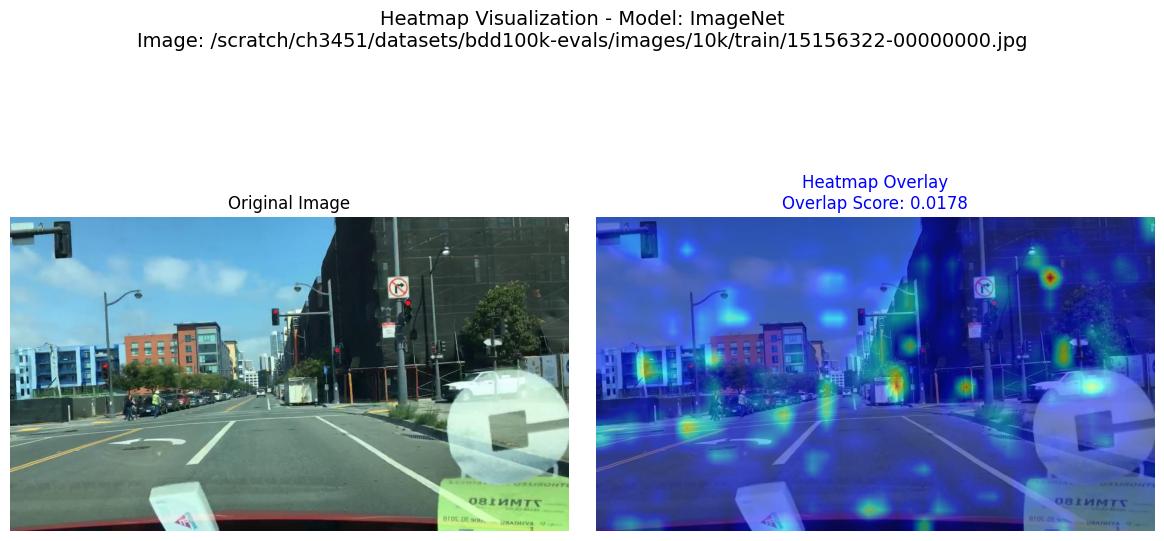 Heatmap Visualization - Model: ImageNet
Image: /scratch/ch3451/datasets/bdd100k-evals/images/10k/train/15156322-00000000.jpg
Original Image
Heatmap Overlay
Overlap Score: 0.0178
7TMN180